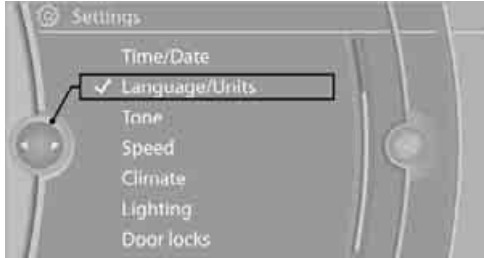 Settings
Time/Date
Language/Units
Tone
Speed
Climate
Lighting
Door locks